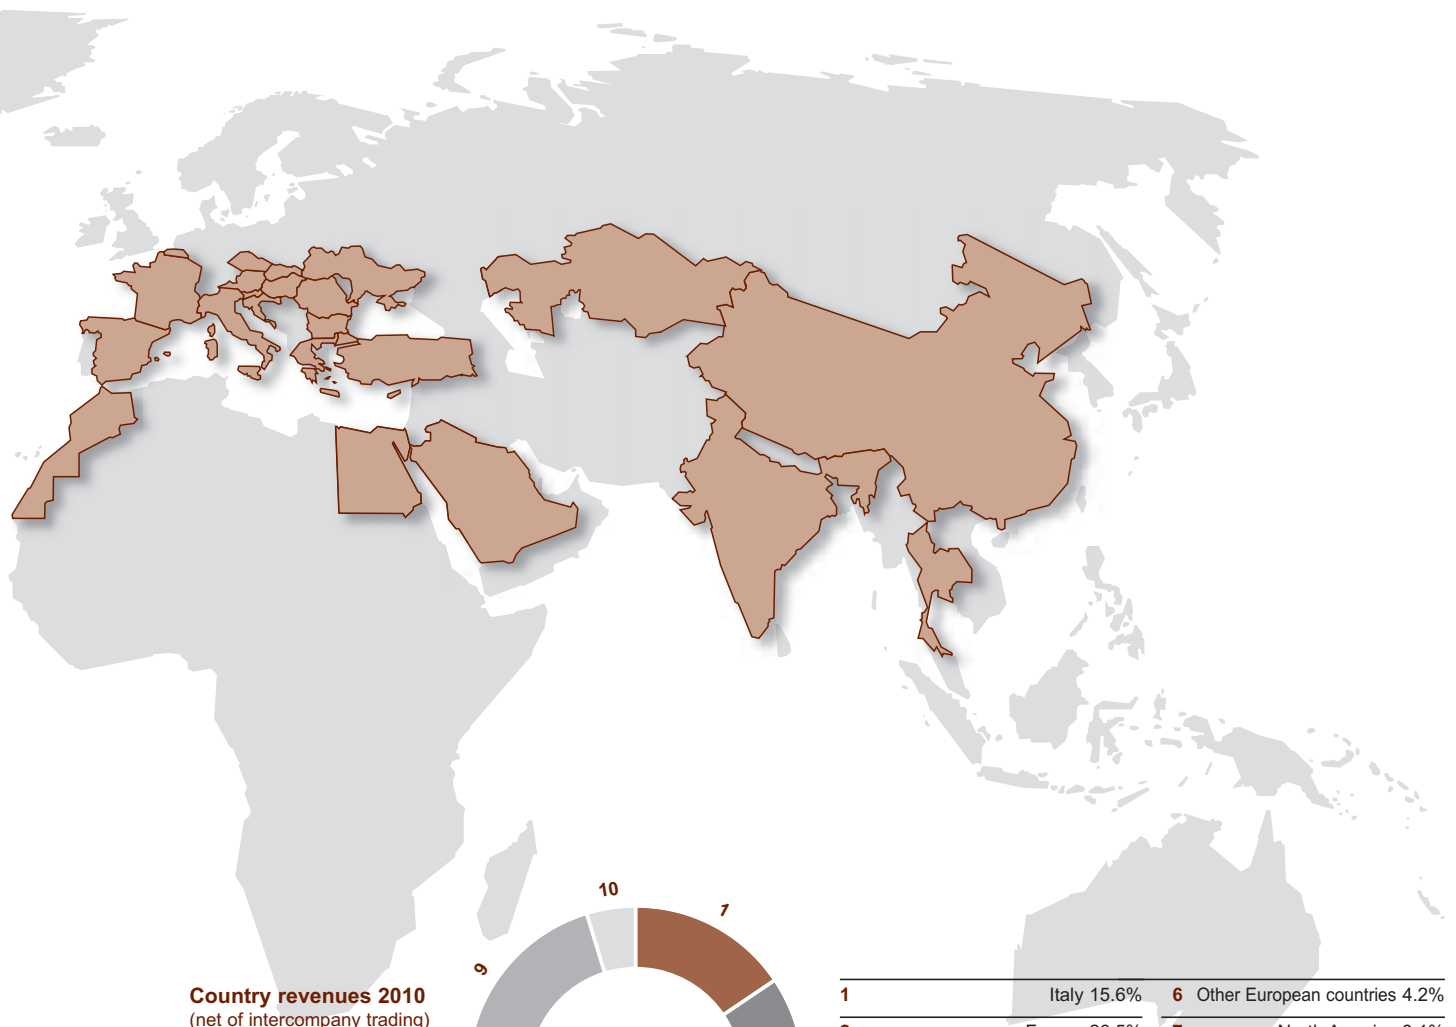 10
1
9
Country revenues 2010
(net of intercompany trading)
1 Italy 15.6%
6 Other European countries 4.2%